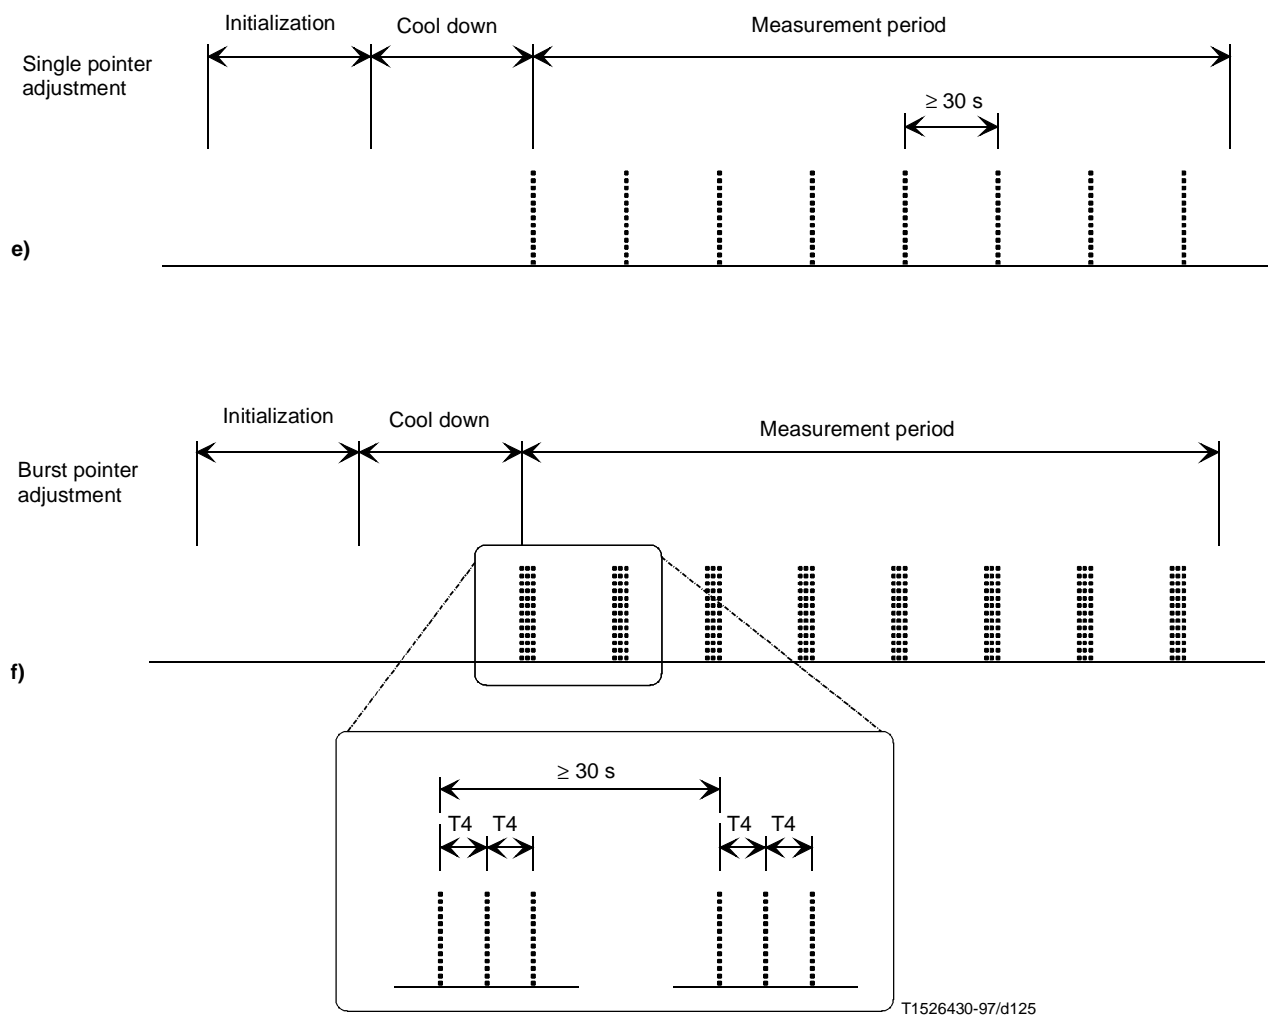 Initialization
Cool down
Measurement period
Single pointer
adjustment
≥ 30 s
e)
Initialization
Cool down
Measurement period
Burst pointer
adjustment
f)
≥ 30 s
T4 T4 T4 T4
T1526430-97/d125